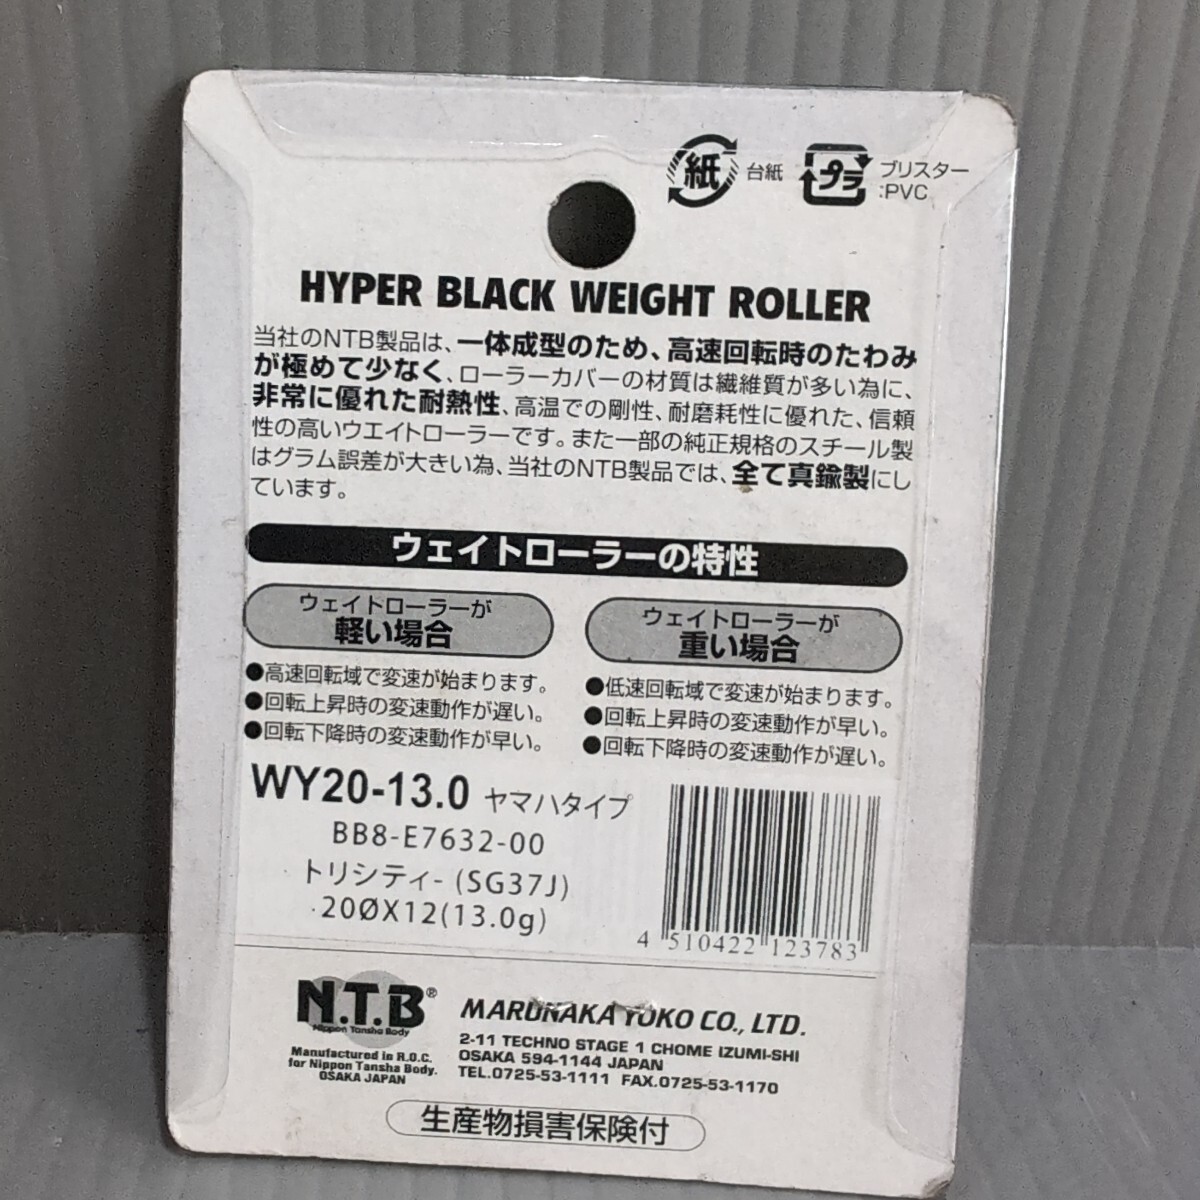 紙 台紙 プラ ブリスター
:PVC
HYPER BLACK WEIGHT ROLLER
当社のNTB製品は、一体成型のため、高速回転時のたわみ
が極めて少なく、ローラーカバーの材質は繊維質が多い為に、
非常に優れた耐熱性、高温での剛性、耐磨耗性に優れた、信頼
性の高いウエイトローラーです。また一部の純正規格のスチール製
はグラム誤差が大きい為、当社のNTB製品では、全て真鍮製にし
ています。
ウェイトローラーの特性
ウェイトローラーが
軽い場合
●高速回転域で変速が始まります。
●回転上昇時の変速動作が遅い。
●回転下降時の変速動作が早い。
ウェイトローラーが
重い場合
●低速回転域で変速が始まります。
●回転上昇時の変速動作が早い。
●回転下降時の変速動作が遅い。
WY20-13.0 ヤマハタイプ
BB8-E7632-00
トリシティ- (SG37J)
20ØX12(13.0g)
4 510422 123783
N.T.B®
Nippon Tansha Body
Manufactured in R.O.C.
for Nippon Tansha Body.
OSAKA JAPAN
MARUNAKA YOKO CO., LTD.
2-11 TECHNO STAGE 1 CHOME IZUMI-SHI
OSAKA 594-1144 JAPAN
TEL.0725-53-1111 FAX.0725-53-1170
生産物損害保険付